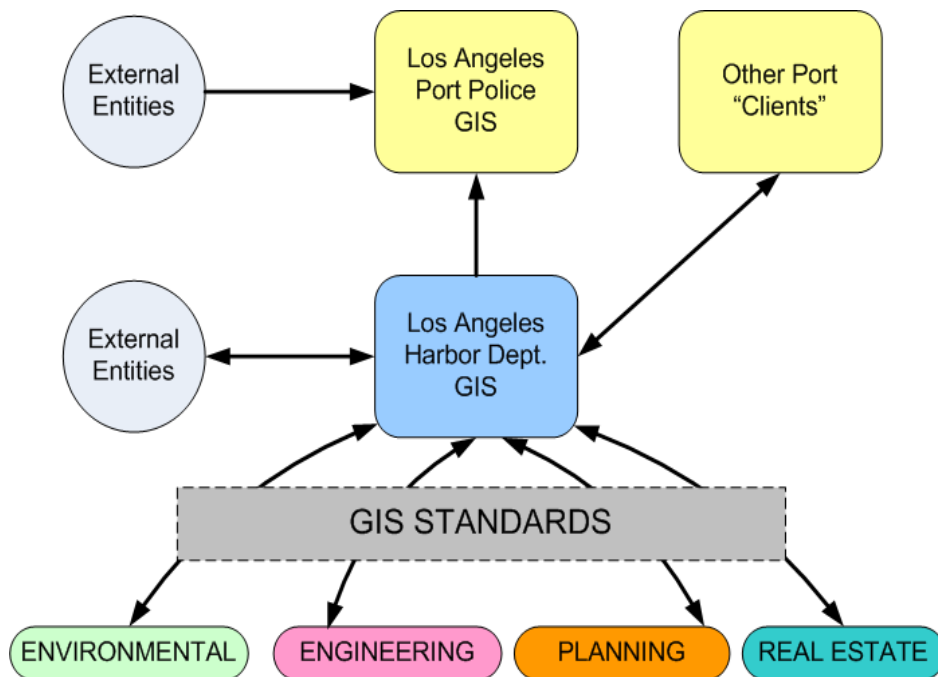 External
Entities
Los Angeles
Port Police
GIS
Other Port
“Clients”
External
Entities
Los Angeles
Harbor Dept.
GIS
GIS STANDARDS
ENVIRONMENTAL
ENGINEERING
PLANNING
REAL ESTATE